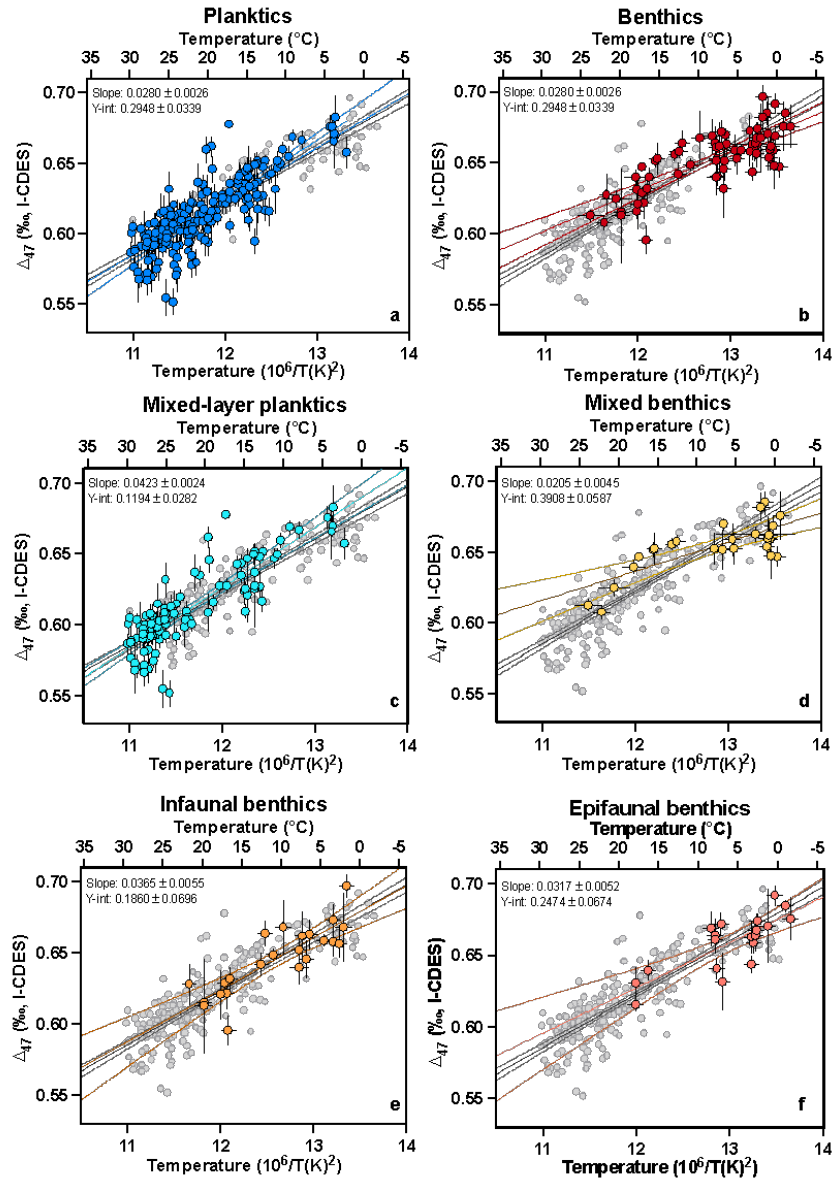 Planktics
Temperature (°C)
35 30 25 20 15 10 5 0 -5
Slope: 0.0280 ± 0.0026
Y-int: 0.2948 ± 0.0339
0.70
0.65
0.60
0.55
Δ47 (‰, I-CDES)
a
11 12 13 14
Temperature (10⁶/T(K)²)
Benthics
Temperature (°C)
35 30 25 20 15 10 5 0 -5
Slope: 0.0280 ± 0.0026
Y-int: 0.2948 ± 0.0339
0.70
0.65
0.60
0.55
Δ47 (‰, I-CDES)
b
11 12 13 14
Temperature (10⁶/T(K)²)
Mixed-layer planktics
Temperature (°C)
35 30 25 20 15 10 5 0 -5
Slope: 0.0423 ± 0.0024
Y-int: 0.1194 ± 0.0282
0.70
0.65
0.60
0.55
Δ47 (‰, I-CDES)
c
11 12 13 14
Temperature (10⁶/T(K)²)
Mixed benthics
Temperature (°C)
35 30 25 20 15 10 5 0 -5
Slope: 0.0205 ± 0.0045
Y-int: 0.3908 ± 0.0587
0.70
0.65
0.60
0.55
Δ47 (‰, I-CDES)
d
11 12 13 14
Temperature (10⁶/T(K)²)
Infaunal benthics
Temperature (°C)
35 30 25 20 15 10 5 0 -5
Slope: 0.0365 ± 0.0055
Y-int: 0.1860 ± 0.0696
0.70
0.65
0.60
0.55
Δ47 (‰, I-CDES)
e
11 12 13 14
Temperature (10⁶/T(K)²)
Epifaunal benthics
Temperature (°C)
35 30 25 20 15 10 5 0 -5
Slope: 0.0317 ± 0.0052
Y-int: 0.2474 ± 0.0674
0.70
0.65
0.60
0.55
Δ47 (‰, I-CDES)
f
11 12 13 14
Temperature (10⁶/T(K)²)